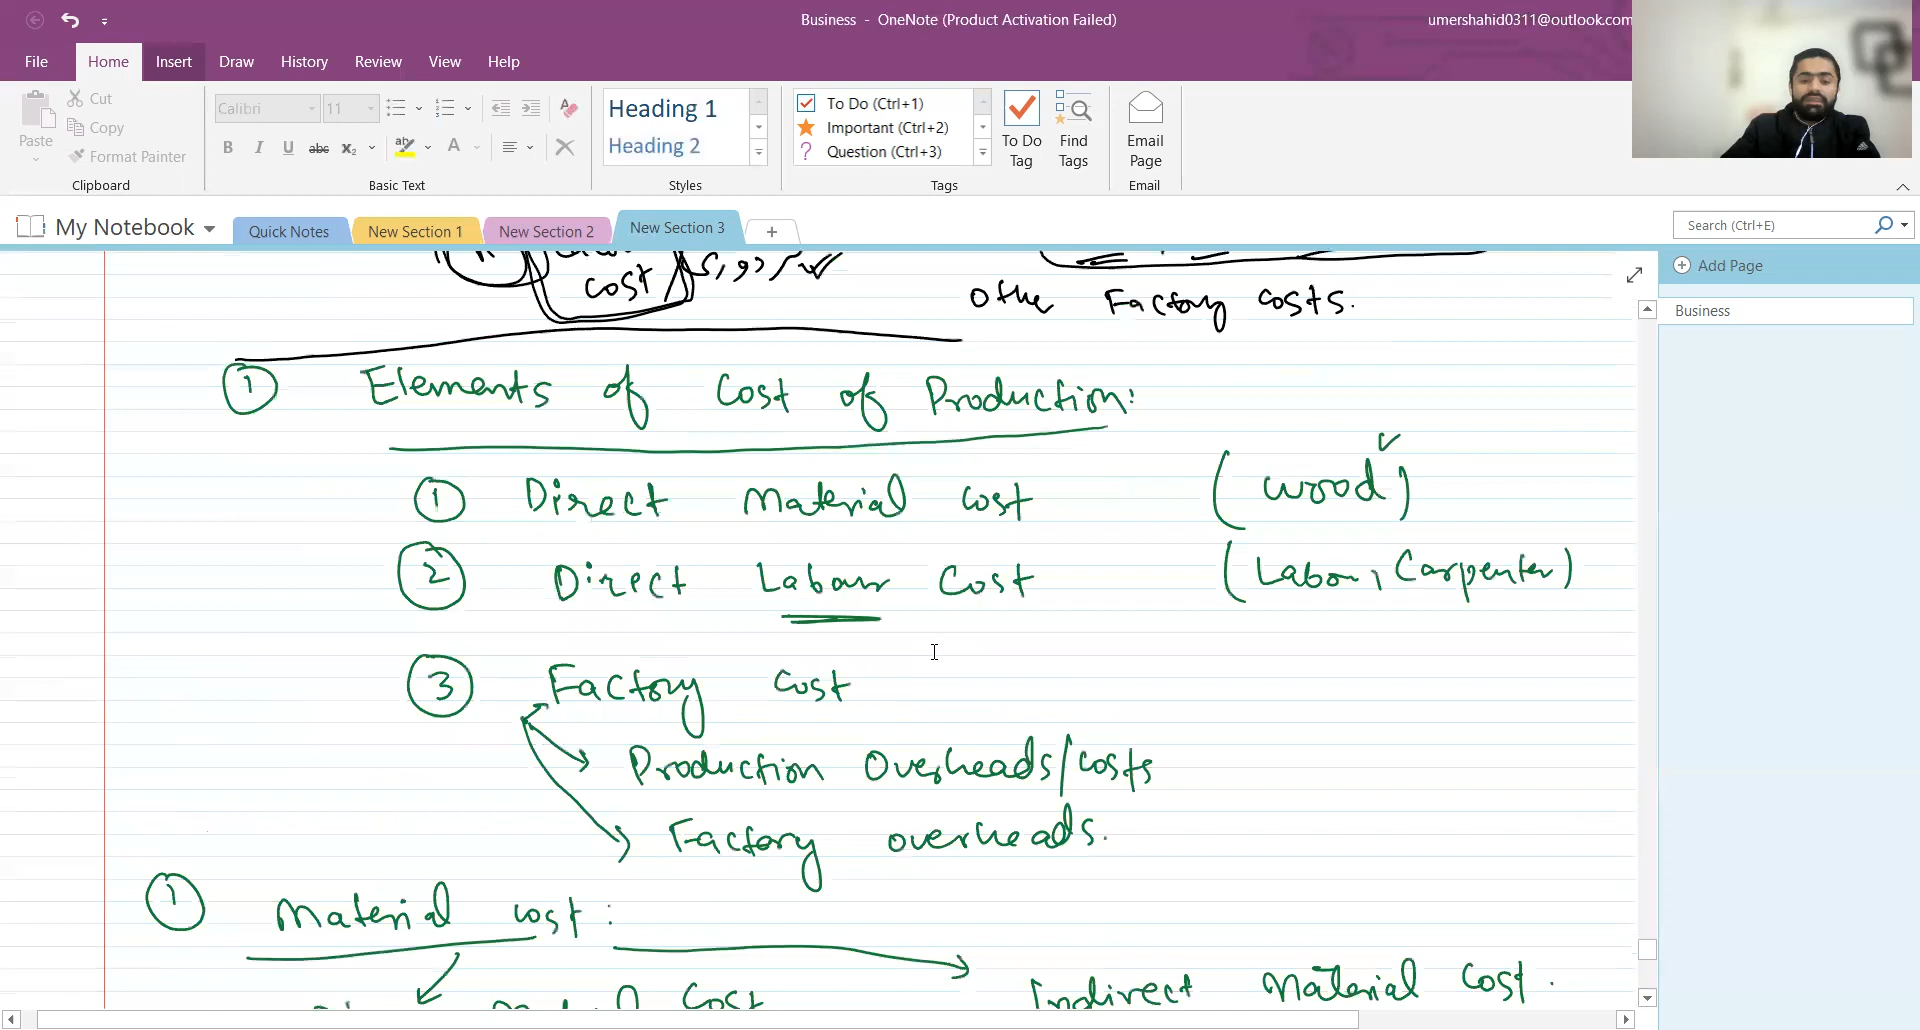 Business - OneNote (Product Activation Failed)
umershahid0311@outlook.com
File Home Insert Draw History Review View Help
Paste
Cut
Copy
Format Painter
Clipboard
Calibri 11
B I U abc X₂ A
Basic Text
Heading 1
Heading 2
Styles
To Do (Ctrl+1)
Important (Ctrl+2)
Question (Ctrl+3)
To Do Tag
Find Tags
Tags
Email Page
Email
My Notebook
Quick Notes New Section 1 New Section 2 New Section 3
Search (Ctrl+E)
Add Page
Business
cost
Othe Factory Costs.
1 Elements of Cost of Production:
1 Direct Material Cost (wood)
2 Direct Labour Cost (Labor, Carpenter)
3 Factory Cost
Production Overheads/Costs
Factory overheads.
1 Material cost:
Cost Indirect Material Cost.